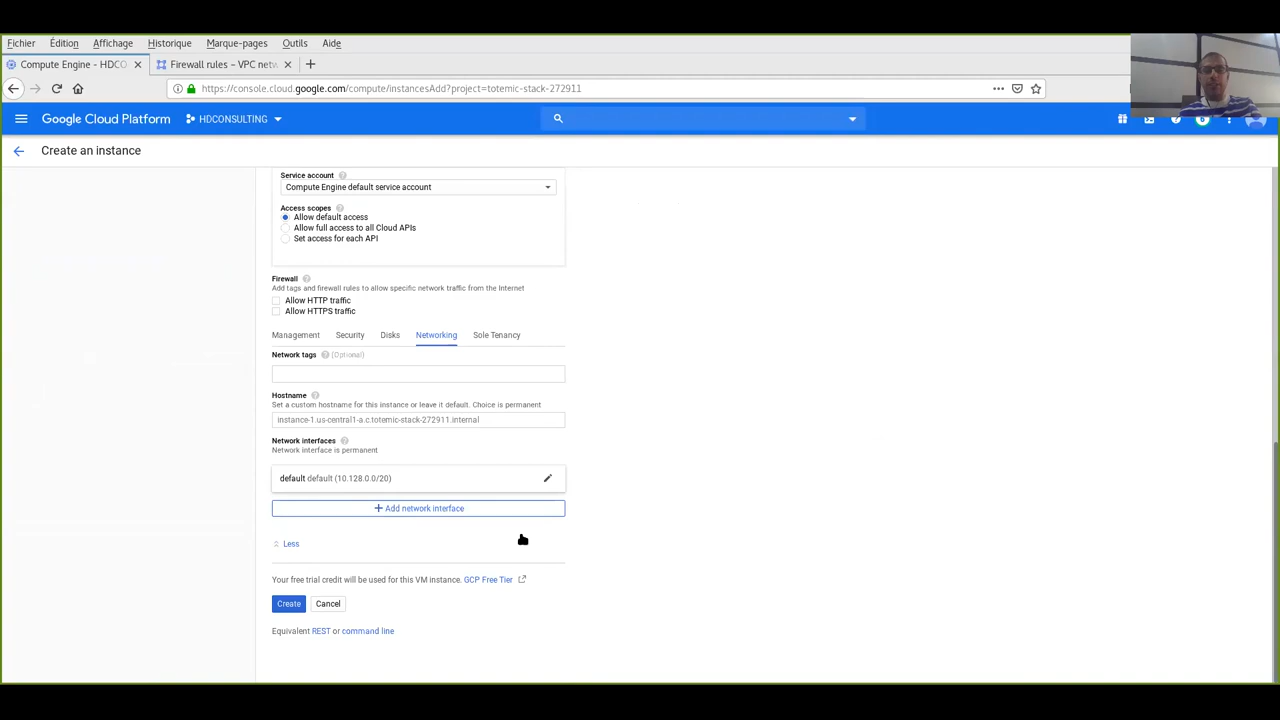 Fichier Édition Affichage Historique Marque-pages Outils Aide
Compute Engine - HDCO Firewall rules – VPC netw
https://console.cloud.google.com/compute/instancesAdd?project=totemic-stack-272911
Google Cloud Platform HDCONSULTING
Create an instance
Service account
Compute Engine default service account
Access scopes
Allow default access
Allow full access to all Cloud APIs
Set access for each API
Firewall
Add tags and firewall rules to allow specific network traffic from the Internet
Allow HTTP traffic
Allow HTTPS traffic
Management Security Disks Networking Sole Tenancy
Network tags (Optional)
Hostname
Set a custom hostname for this instance or leave it default. Choice is permanent
instance-1.us-central1-a.c.totemic-stack-272911.internal
Network interfaces
Network interface is permanent
default default (10.128.0.0/20)
+ Add network interface
Less
Your free trial credit will be used for this VM instance. GCP Free Tier
Create Cancel
Equivalent REST or command line